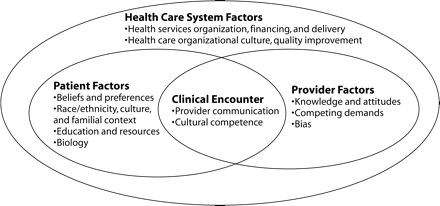 Health Care System Factors
•Health services organization, financing, and delivery
•Health care organizational culture, quality improvement
Patient Factors
•Beliefs and preferences
•Race/ethnicity, culture,
and familial context
•Education and resources
•Biology
Clinical Encounter
•Provider communication
•Cultural competence
Provider Factors
•Knowledge and attitudes
•Competing demands
•Bias